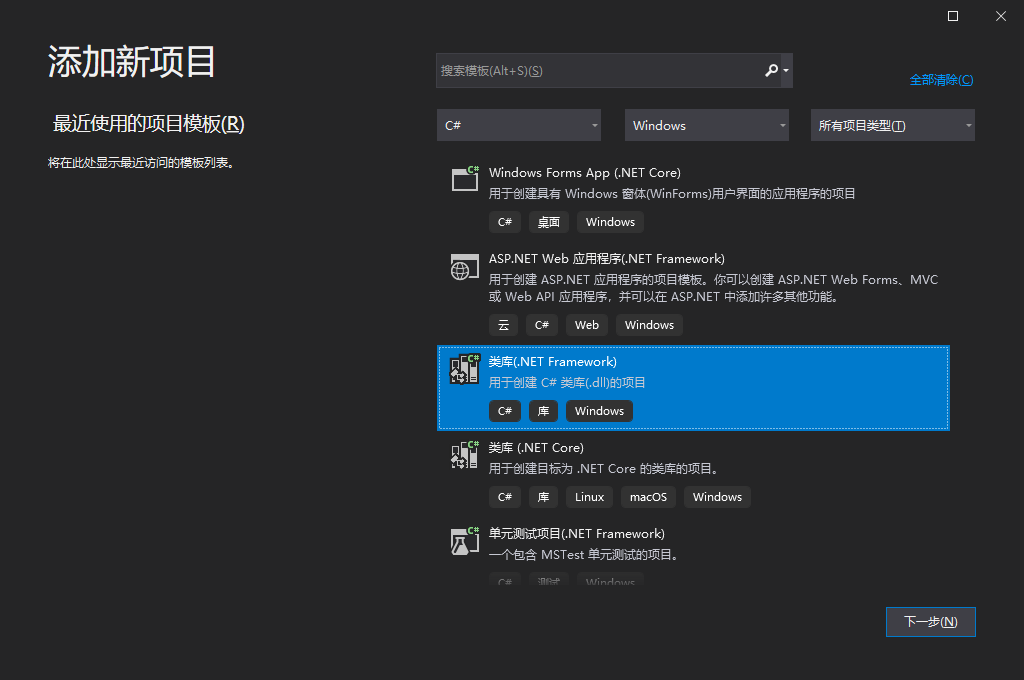 添加新项目
搜索模板(Alt+S)(S)
全部清除(C)
最近使用的项目模板(R)
将在此处显示最近访问的模板列表。
C#
Windows
所有项目类型(T)
Windows Forms App (.NET Core)
用于创建具有 Windows 窗体(WinForms)用户界面的应用程序的项目
C# 桌面 Windows
ASP.NET Web 应用程序(.NET Framework)
用于创建 ASP.NET 应用程序的项目模板。你可以创建 ASP.NET Web Forms、MVC
或 Web API 应用程序，并可以在 ASP.NET 中添加许多其他功能。
云 C# Web Windows
类库(.NET Framework)
用于创建 C# 类库(.dll)的项目
C# 库 Windows
类库 (.NET Core)
用于创建目标为 .NET Core 的类库的项目。
C# 库 Linux macOS Windows
单元测试项目(.NET Framework)
一个包含 MSTest 单元测试的项目。
C# 测试 Windows
下一步(N)